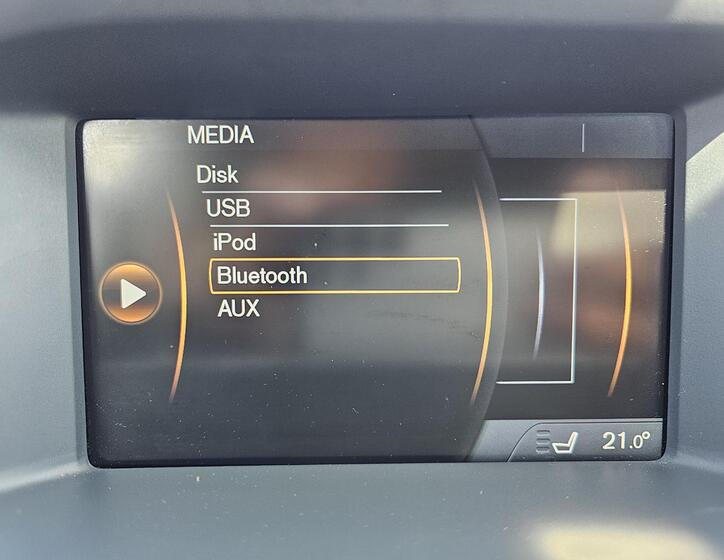 MEDIA
Disk
USB
iPod
Bluetooth
AUX
21.0°